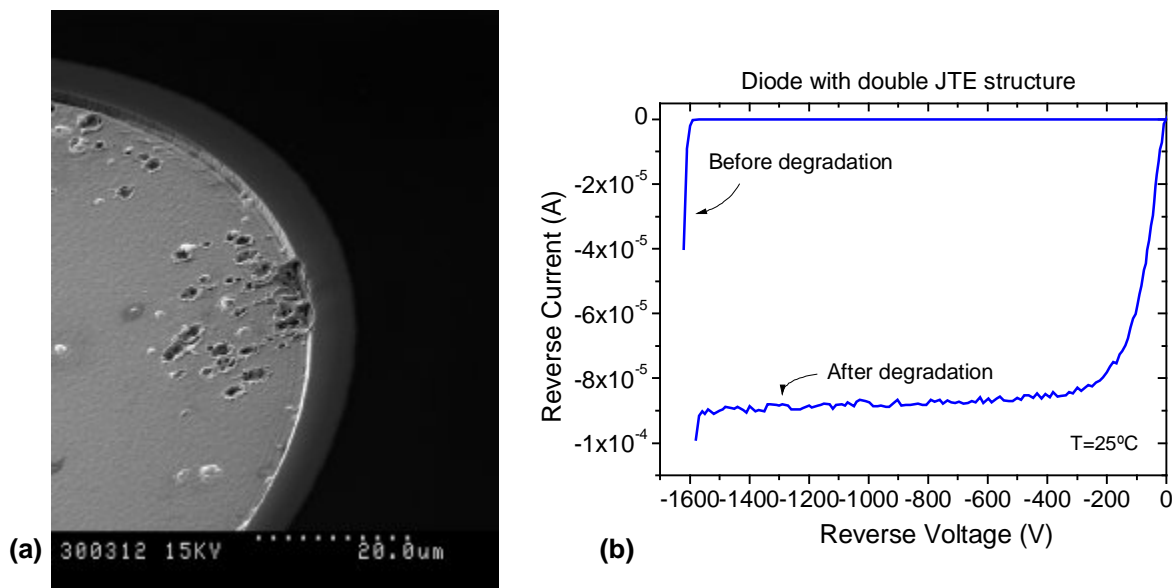 (a)
300312 15KV 20.0um
(b)
Diode with double JTE structure
Reverse Current (A)
0
-2x10⁻⁵
-4x10⁻⁵
-6x10⁻⁵
-8x10⁻⁵
-1x10⁻⁴
Before degradation
After degradation
T=25ºC
-1600 -1400 -1200 -1000 -800 -600 -400 -200 0
Reverse Voltage (V)